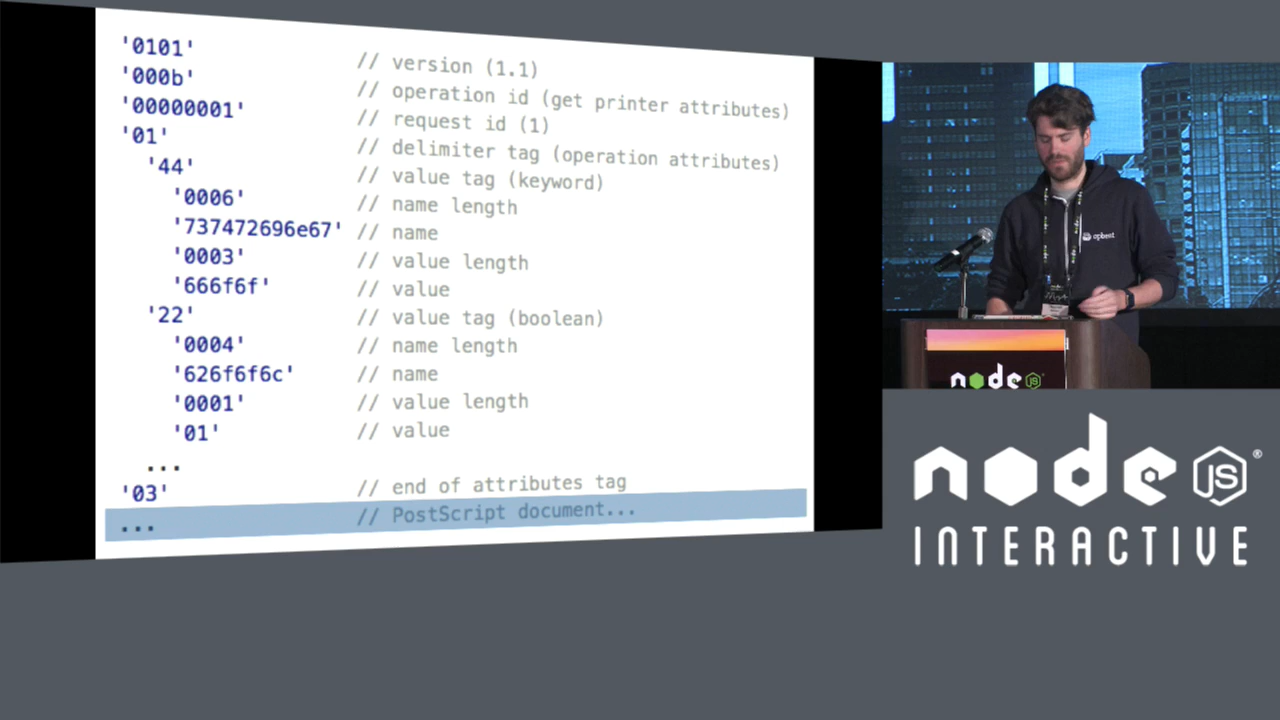 '0101' // version (1.1)
'000b' // operation id (get printer attributes)
'00000001' // request id (1)
'01' // delimiter tag (operation attributes)
'44' // value tag (keyword)
'0006' // name length
'737472696e67' // name
'0003' // value length
'666f6f' // value
'22' // value tag (boolean)
'0004' // name length
'626f6f6c' // name
'0001' // value length
'01' // value
...
'03' // end of attributes tag
... // PostScript document...
opbeat
node JS
node JS®
INTERACTIVE